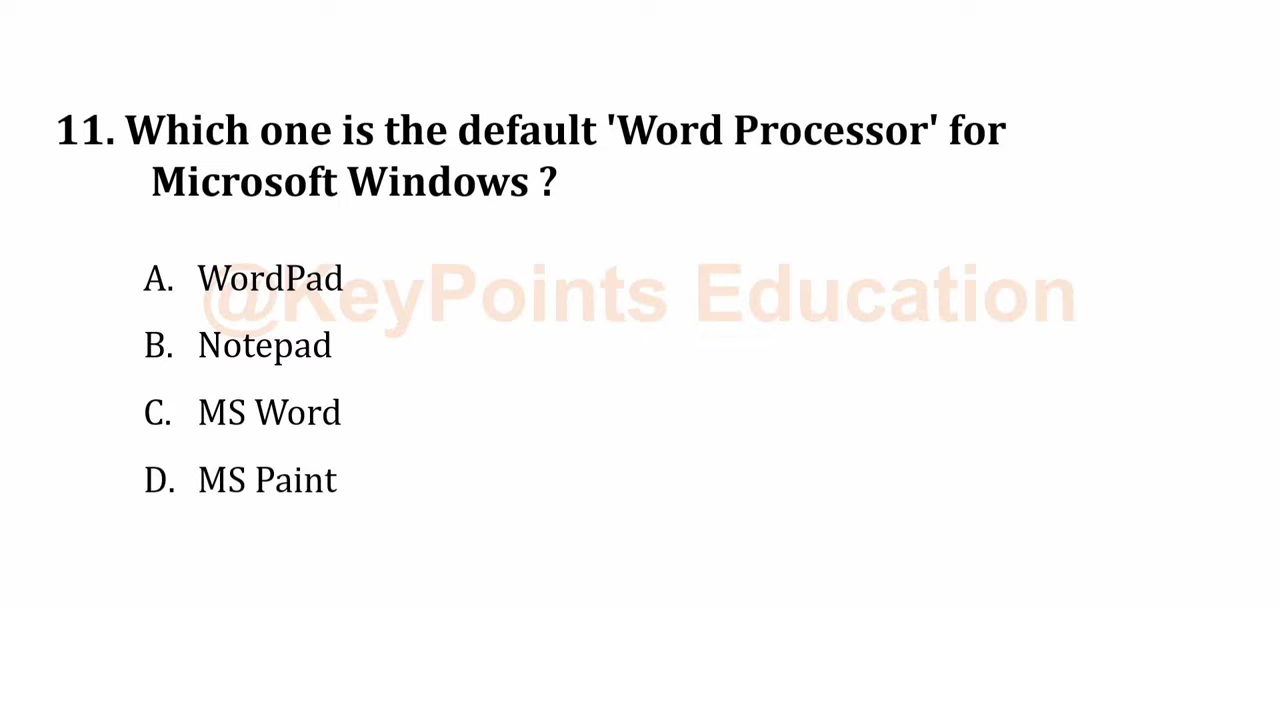 11. Which one is the default 'Word Processor' for
Microsoft Windows ?
@KeyPoints Education
A. WordPad
B. Notepad
C. MS Word
D. MS Paint